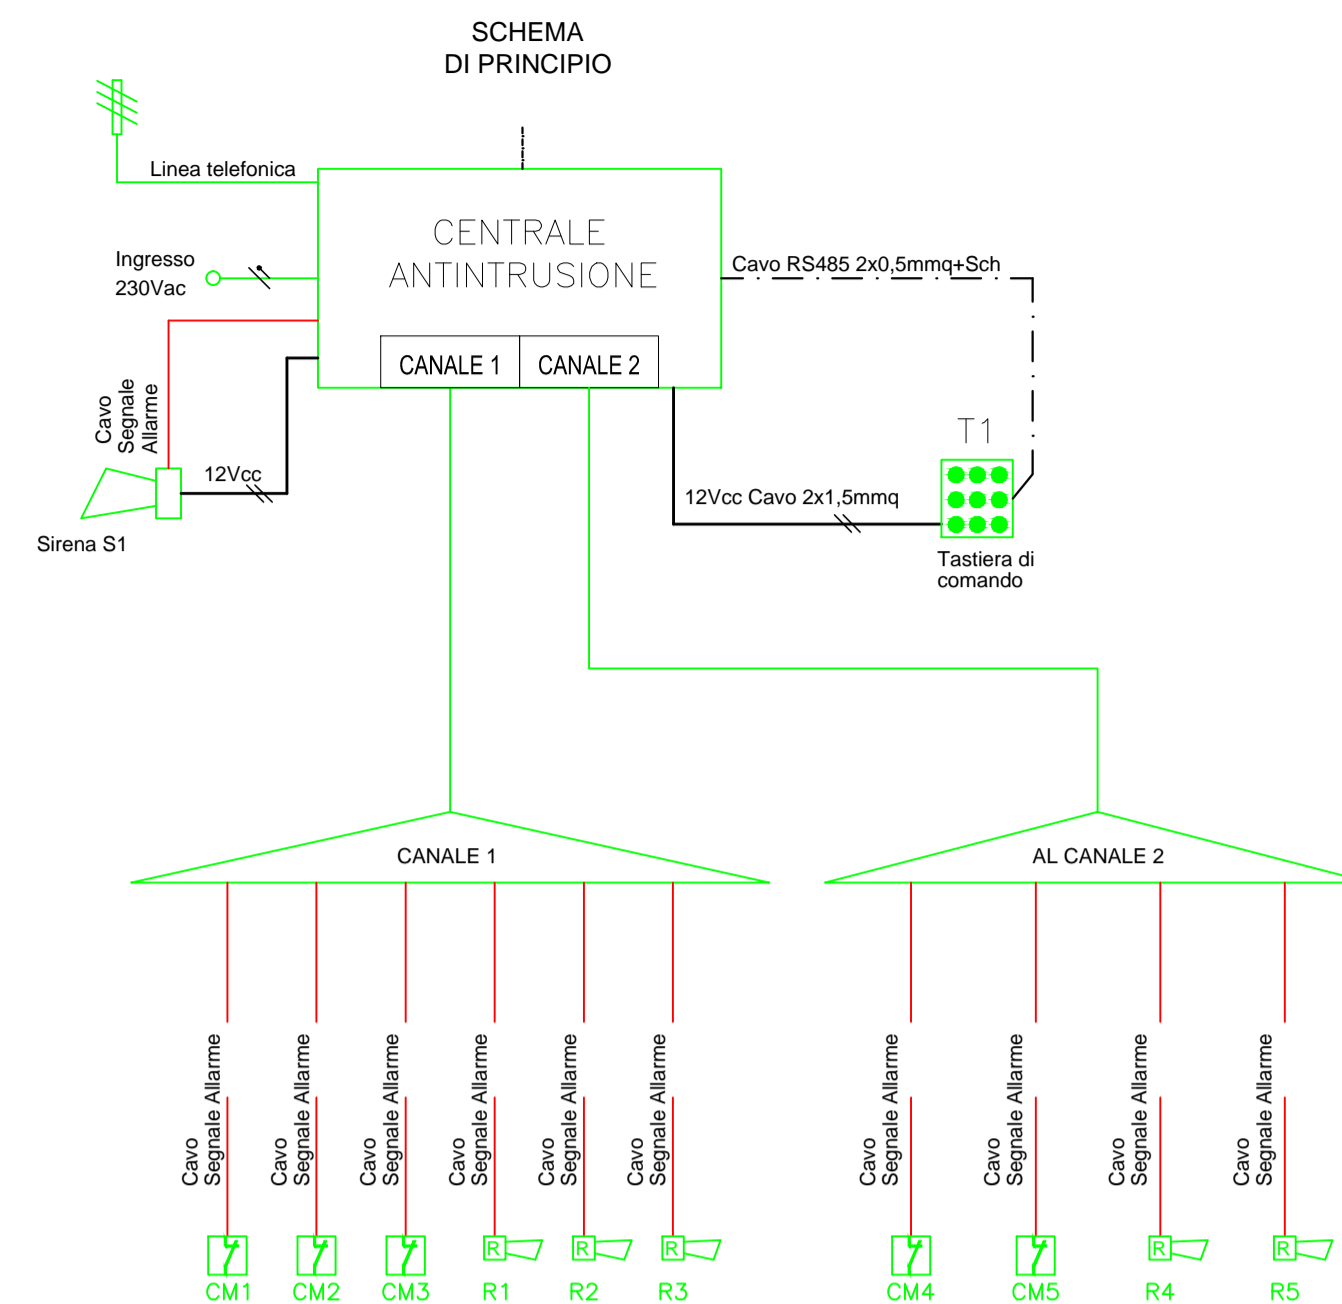 SCHEMA
DI PRINCIPIO
Linea telefonica
CENTRALE
ANTINTRUSIONE
Ingresso
230Vac
Cavo RS485 2x0,5mmq+Sch
CANALE 1
CANALE 2
Cavo
Segnale
Allarme
12Vcc
Sirena S1
T1
12Vcc Cavo 2x1,5mmq
Tastiera di
comando
CANALE 1
AL CANALE 2
Cavo
Segnale Allarme
Cavo
Segnale Allarme
Cavo
Segnale Allarme
Cavo
Segnale Allarme
Cavo
Segnale Allarme
Cavo
Segnale Allarme
Cavo
Segnale Allarme
Cavo
Segnale Allarme
Cavo
Segnale Allarme
Cavo
Segnale Allarme
R
R
R
R
R
CM1
CM2
CM3
R1
R2
R3
CM4
CM5
R4
R5